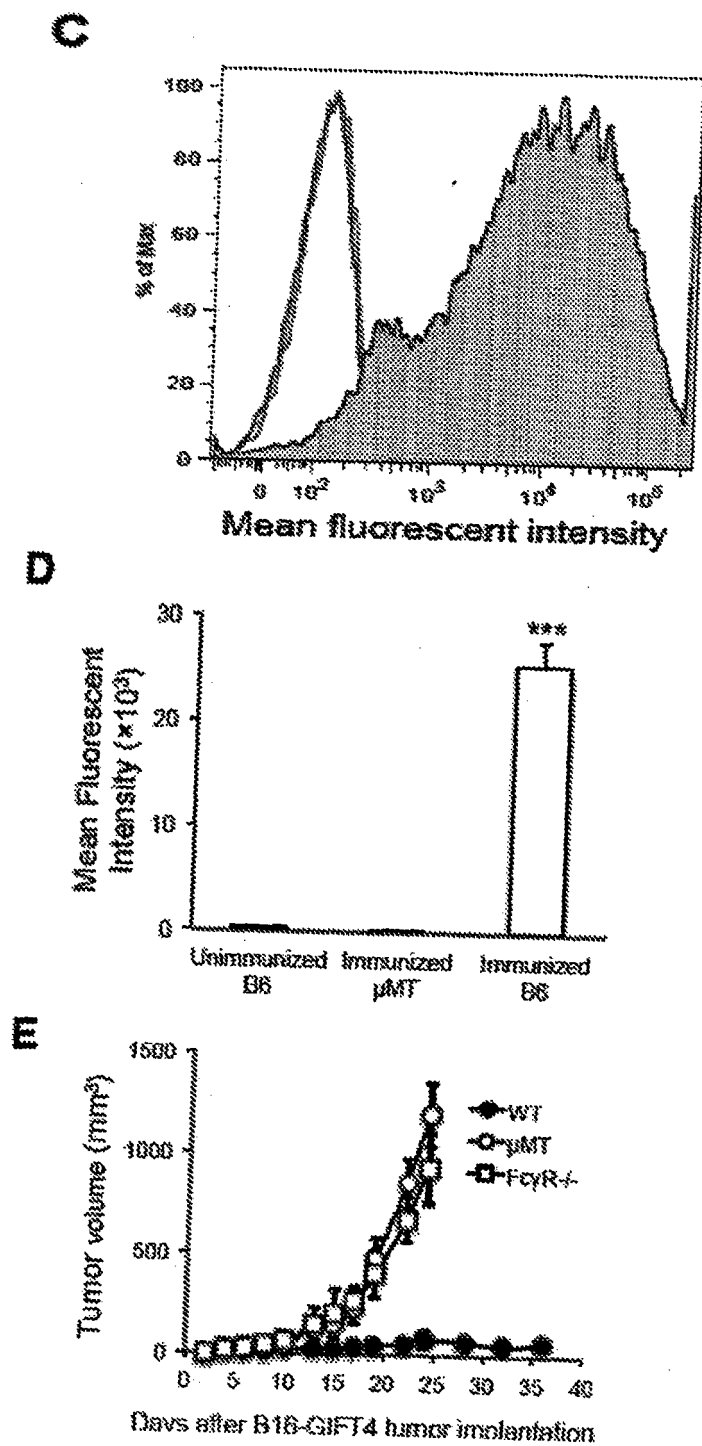 C
100
80
60
40
20
0
% of Max
0 10² 10³ 10⁴ 10⁵
Mean fluorescent intensity
D
30
20
10
0
Mean Fluorescent
Intensity (×10³)
***
Unimmunized Immunized Immunized
B6 µMT B6
E
1500
1000
500
0
Tumor volume (mm³)
WT
µMT
FcγR-/-
0 5 10 15 20 25 30 35 40
Days after B16-GIFT4 tumor implantation